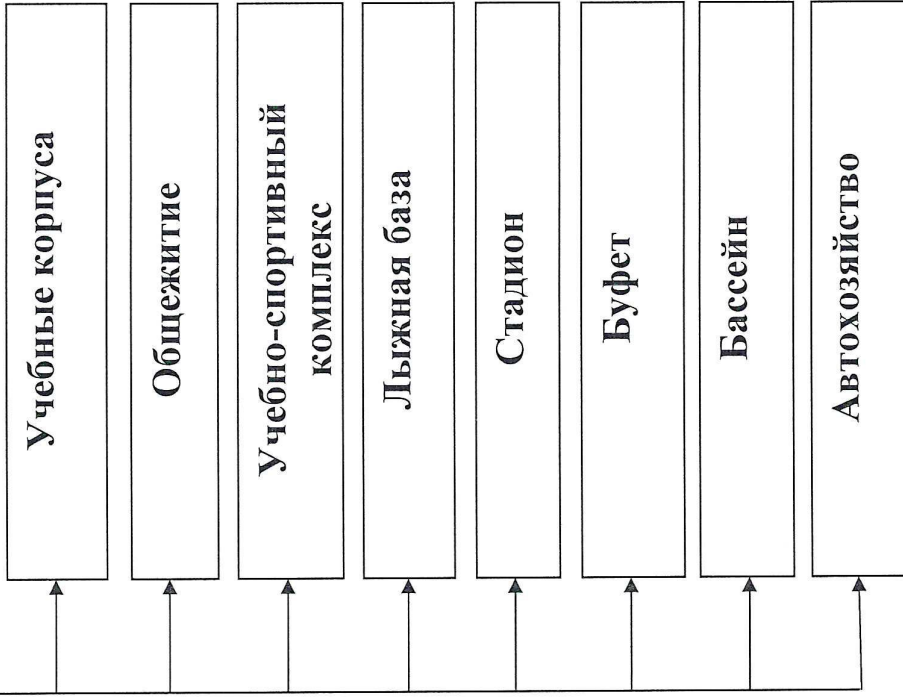 Учебные корпуса
Общежитие
Учебно-спортивный
комплекс
Лыжная база
Стадион
Буфет
Бассейн
Автохозяйство